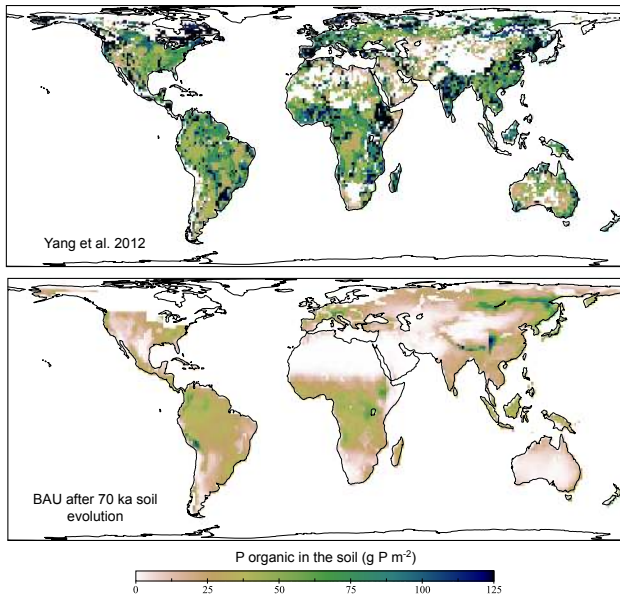 Yang et al. 2012
BAU after 70 ka soil
evolution
P organic in the soil (g P m⁻²)
0 25 50 75 100 125